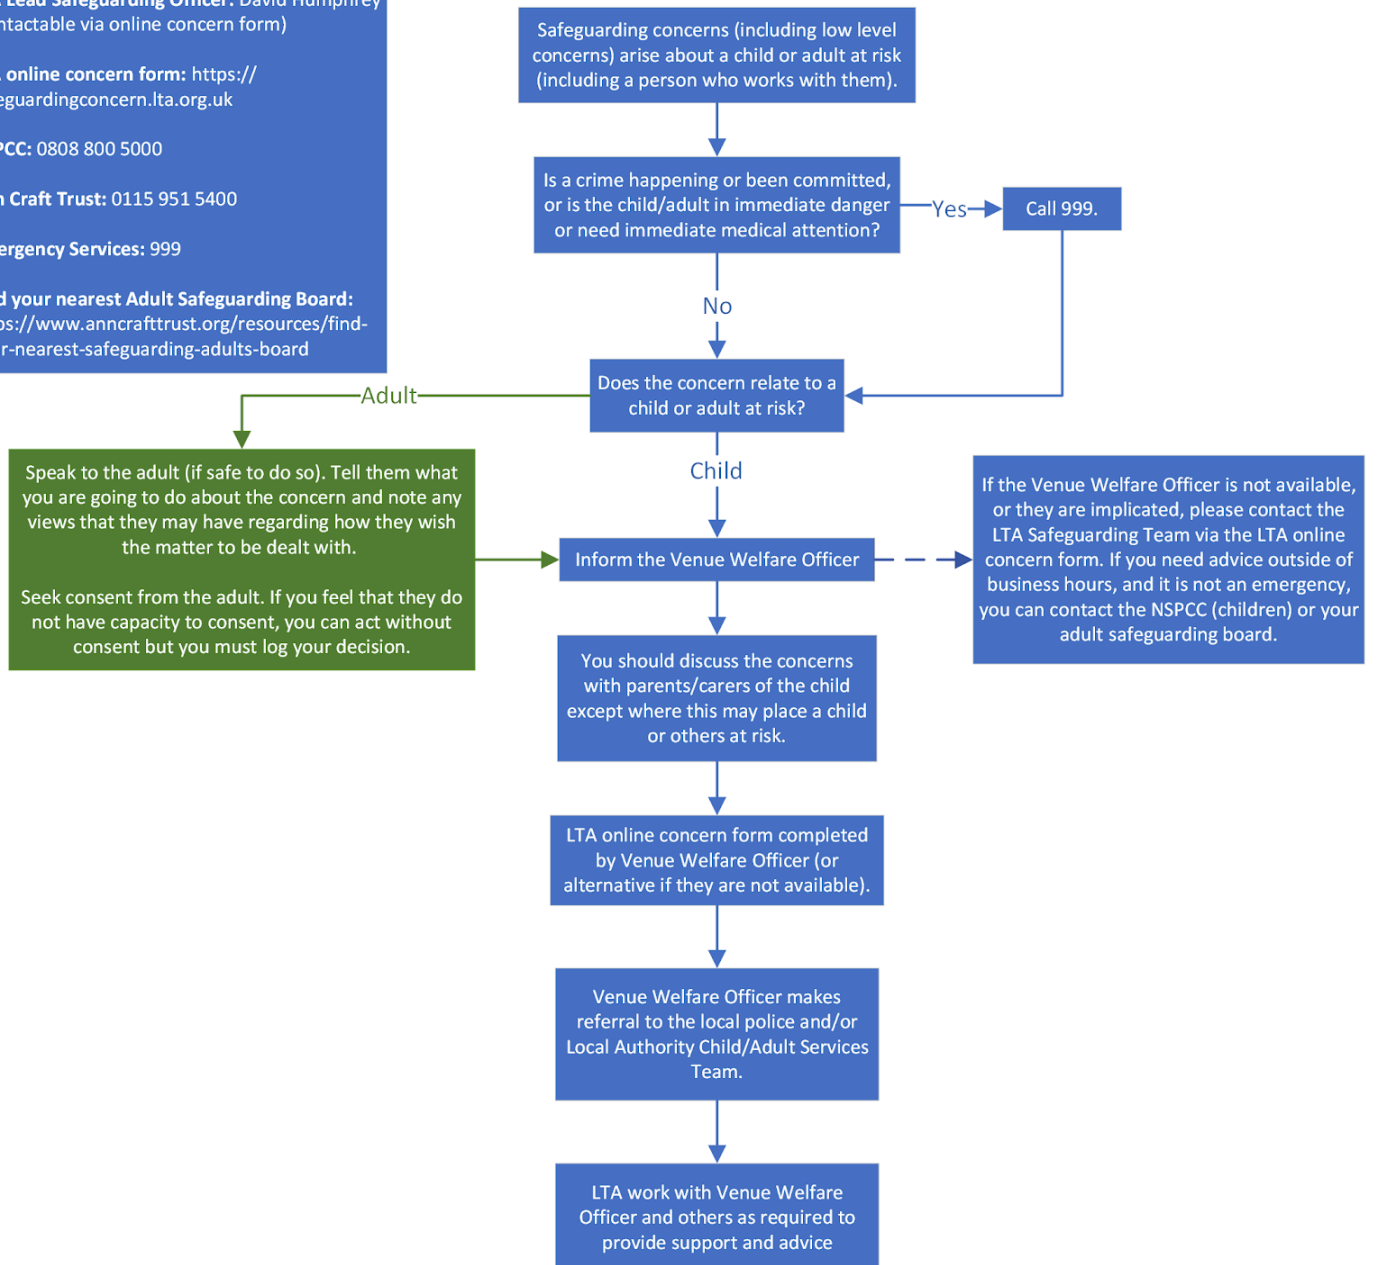 Lead Safeguarding Officer: David Humphrey
ntactable via online concern form)
online concern form: https://
eguardingconcern.lta.org.uk
PCC: 0808 800 5000
n Craft Trust: 0115 951 5400
ergency Services: 999
d your nearest Adult Safeguarding Board:
ps://www.anncrafttrust.org/resources/find-
r-nearest-safeguarding-adults-board
Safeguarding concerns (including low level
concerns) arise about a child or adult at risk
(including a person who works with them).
Is a crime happening or been committed,
or is the child/adult in immediate danger
or need immediate medical attention?
Yes
Call 999.
No
Does the concern relate to a
child or adult at risk?
Adult
Child
Speak to the adult (if safe to do so). Tell them what
you are going to do about the concern and note any
views that they may have regarding how they wish
the matter to be dealt with.
Seek consent from the adult. If you feel that they do
not have capacity to consent, you can act without
consent but you must log your decision.
Inform the Venue Welfare Officer
If the Venue Welfare Officer is not available,
or they are implicated, please contact the
LTA Safeguarding Team via the LTA online
concern form. If you need advice outside of
business hours, and it is not an emergency,
you can contact the NSPCC (children) or your
adult safeguarding board.
You should discuss the concerns
with parents/carers of the child
except where this may place a child
or others at risk.
LTA online concern form completed
by Venue Welfare Officer (or
alternative if they are not available).
Venue Welfare Officer makes
referral to the local police and/or
Local Authority Child/Adult Services
Team.
LTA work with Venue Welfare
Officer and others as required to
provide support and advice